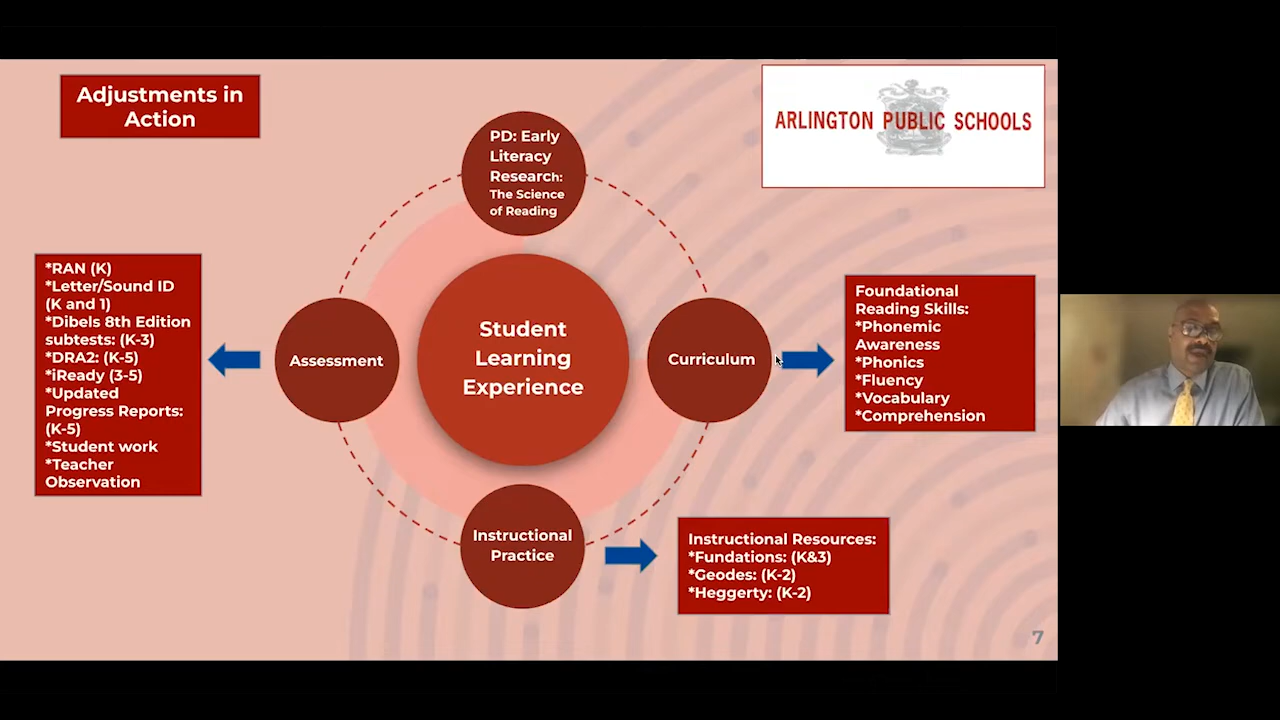 Adjustments in
Action
ARLINGTON PUBLIC SCHOOLS
PD: Early
Literacy
Research:
The Science
of Reading
*RAN (K)
*Letter/Sound ID
(K and 1)
*Dibels 8th Edition
subtests: (K-3)
*DRA2: (K-5)
*iReady (3-5)
*Updated
Progress Reports:
(K-5)
*Student work
*Teacher
Observation
Assessment
Student
Learning
Experience
Curriculum
Foundational
Reading Skills:
*Phonemic
Awareness
*Phonics
*Fluency
*Vocabulary
*Comprehension
Instructional
Practice
Instructional Resources:
*Fundations: (K&3)
*Geodes: (K-2)
*Heggerty: (K-2)
7